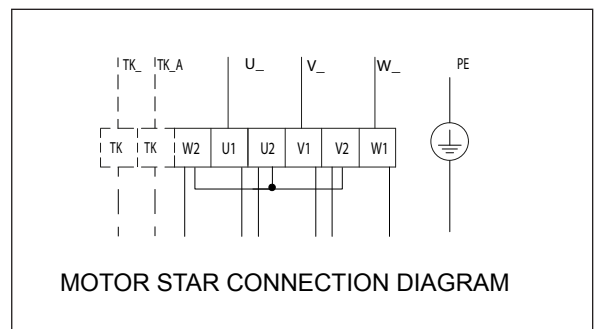 TK_ TK_A U_ V_ W_ PE
TK TK W2 U1 U2 V1 V2 W1
MOTOR STAR CONNECTION DIAGRAM